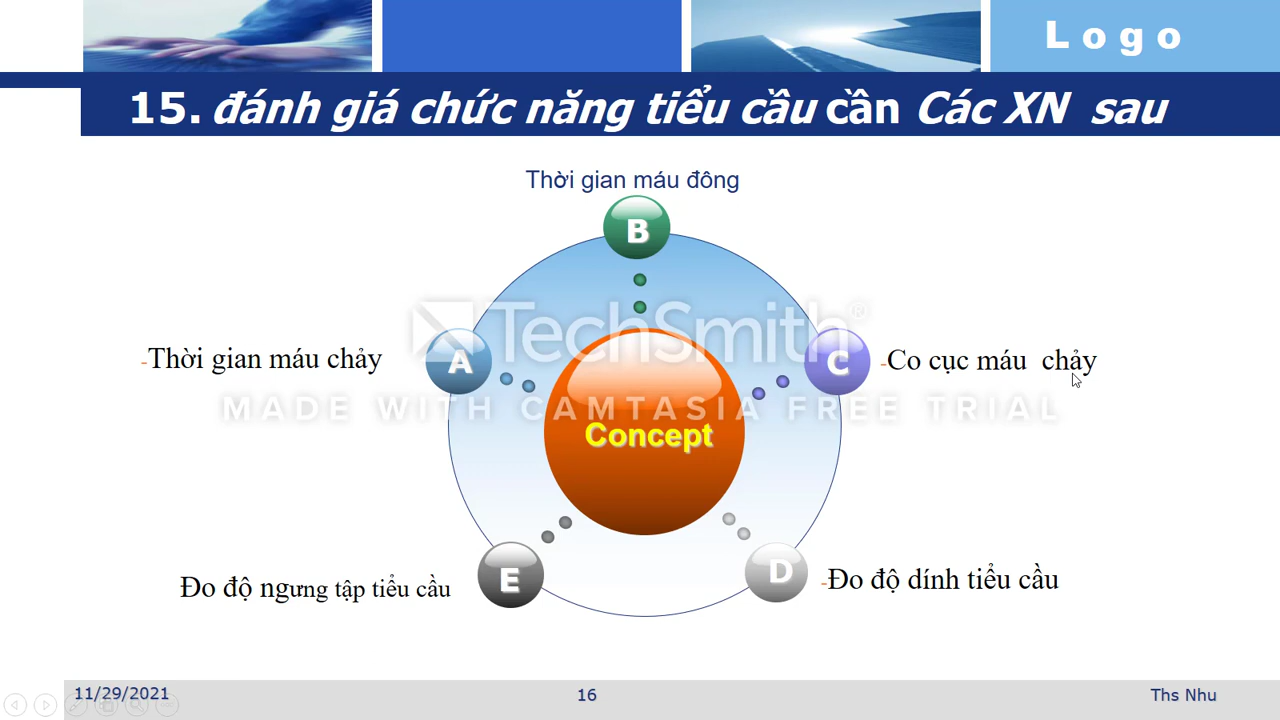 Logo
15. đánh giá chức năng tiểu cầu cần Các XN sau
Thời gian máu đông
B
TechSmith®
-Thời gian máu chảy
A
C
-Co cục máu chảy
MADE WITH CAMTASIA FREE TRIAL
Concept
Đo độ ngưng tập tiểu cầu
E
D
-Đo độ dính tiểu cầu
11/29/2021
16
Ths Nhu